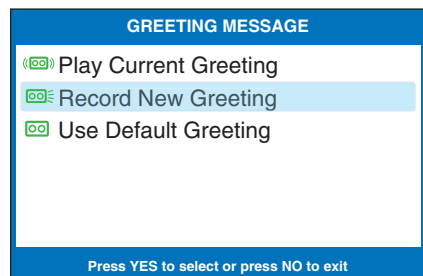 GREETING MESSAGE
Play Current Greeting
Record New Greeting
Use Default Greeting
Press YES to select or press NO to exit